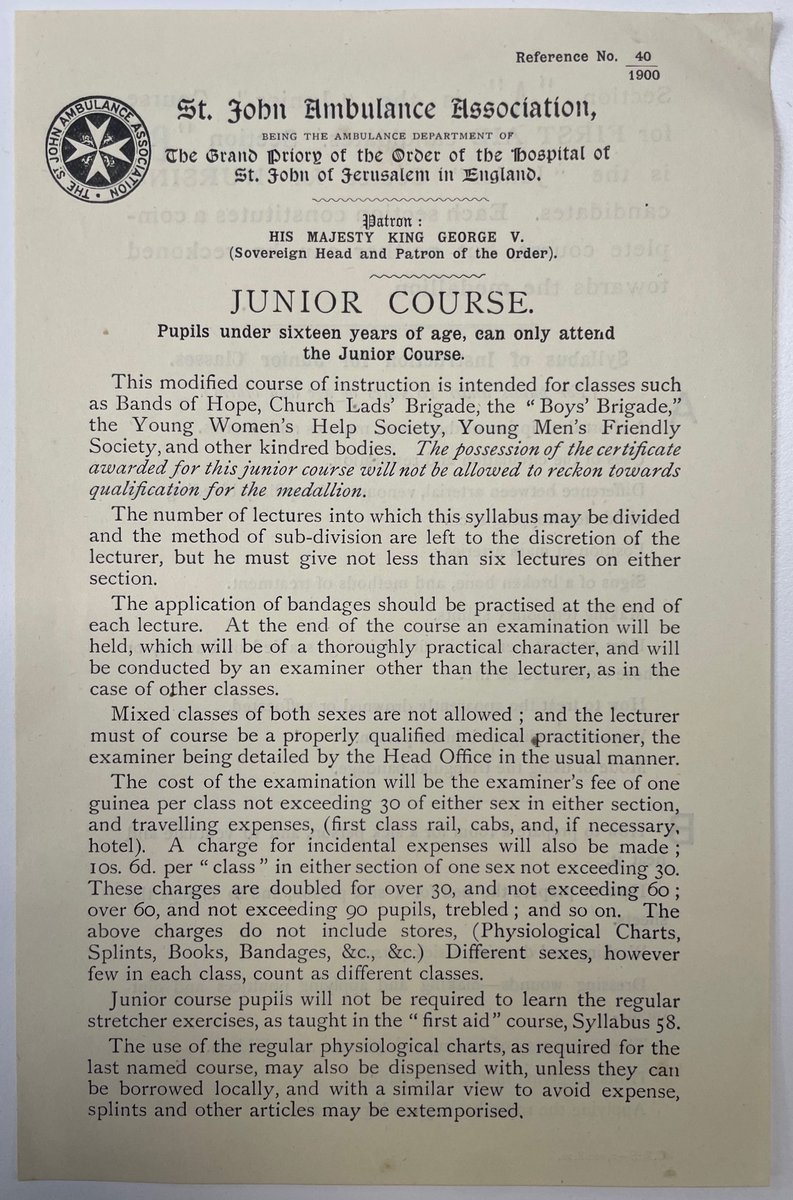 Reference No. 40
1900
THE ST. JOHN AMBULANCE ASSOCIATION
St. John Ambulance Association,
BEING THE AMBULANCE DEPARTMENT OF
The Grand Priory of the Order of the Hospital of
St. John of Jerusalem in England.
Patron :
HIS MAJESTY KING GEORGE V.
(Sovereign Head and Patron of the Order).
JUNIOR COURSE.
Pupils under sixteen years of age, can only attend
the Junior Course.
This modified course of instruction is intended for classes such
as Bands of Hope, Church Lads' Brigade, the “ Boys' Brigade,”
the Young Women's Help Society, Young Men's Friendly
Society, and other kindred bodies. The possession of the certificate
awarded for this junior course will not be allowed to reckon towards
qualification for the medallion.
The number of lectures into which this syllabus may be divided
and the method of sub-division are left to the discretion of the
lecturer, but he must give not less than six lectures on either
section.
The application of bandages should be practised at the end of
each lecture. At the end of the course an examination will be
held, which will be of a thoroughly practical character, and will
be conducted by an examiner other than the lecturer, as in the
case of other classes.
Mixed classes of both sexes are not allowed ; and the lecturer
must of course be a properly qualified medical practitioner, the
examiner being detailed by the Head Office in the usual manner.
The cost of the examination will be the examiner's fee of one
guinea per class not exceeding 30 of either sex in either section,
and travelling expenses, (first class rail, cabs, and, if necessary,
hotel). A charge for incidental expenses will also be made ;
10s. 6d. per “ class ” in either section of one sex not exceeding 30.
These charges are doubled for over 30, and not exceeding 60 ;
over 60, and not exceeding 90 pupils, trebled ; and so on. The
above charges do not include stores, (Physiological Charts,
Splints, Books, Bandages, &c., &c.) Different sexes, however
few in each class, count as different classes.
Junior course pupils will not be required to learn the regular
stretcher exercises, as taught in the “ first aid ” course, Syllabus 58.
The use of the regular physiological charts, as required for the
last named course, may also be dispensed with, unless they can
be borrowed locally, and with a similar view to avoid expense,
splints and other articles may be extemporised.